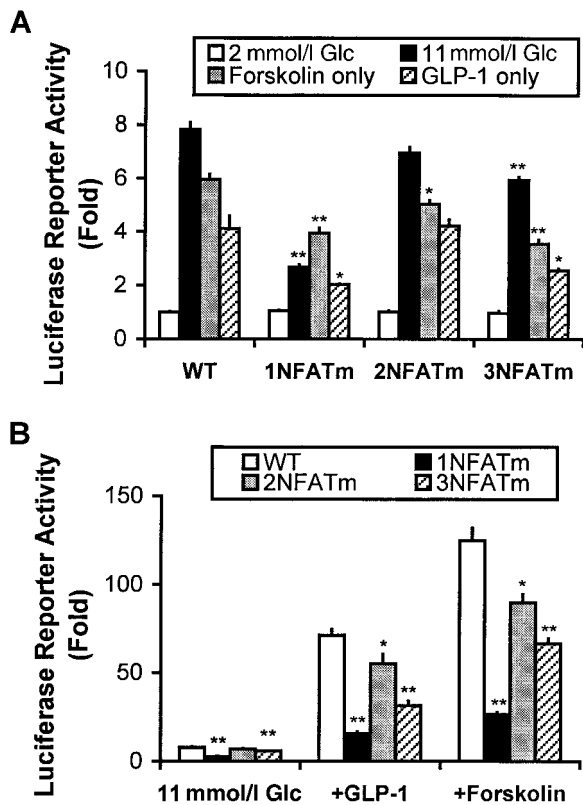 A
2 mmol/l Glc 11 mmol/l Glc
Forskolin only GLP-1 only
Luciferase Reporter Activity
(Fold)
8
6
4
2
0
** ** * * ** ** *
WT 1NFATm 2NFATm 3NFATm
B
WT 1NFATm
2NFATm 3NFATm
Luciferase Reporter Activity
(Fold)
150
100
50
0
** ** ** * ** ** * **
11 mmol/l Glc +GLP-1 +Forskolin